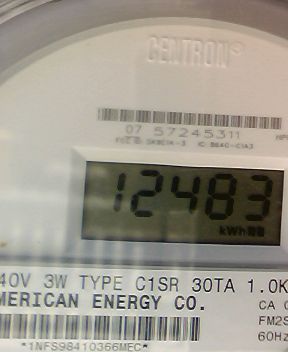 CENTRON®
07 57245311
12483
kWh
40V 3W TYPE C1SR 30TA 1.0K
MERICAN ENERGY CO.
CA
FM2S
60Hz
*1NFS98410366MEC*